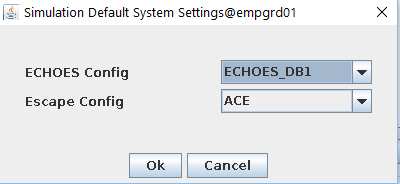 Simulation Default System Settings@empgrd01
ECHOES Config ECHOES_DB1
Escape Config ACE
Ok Cancel